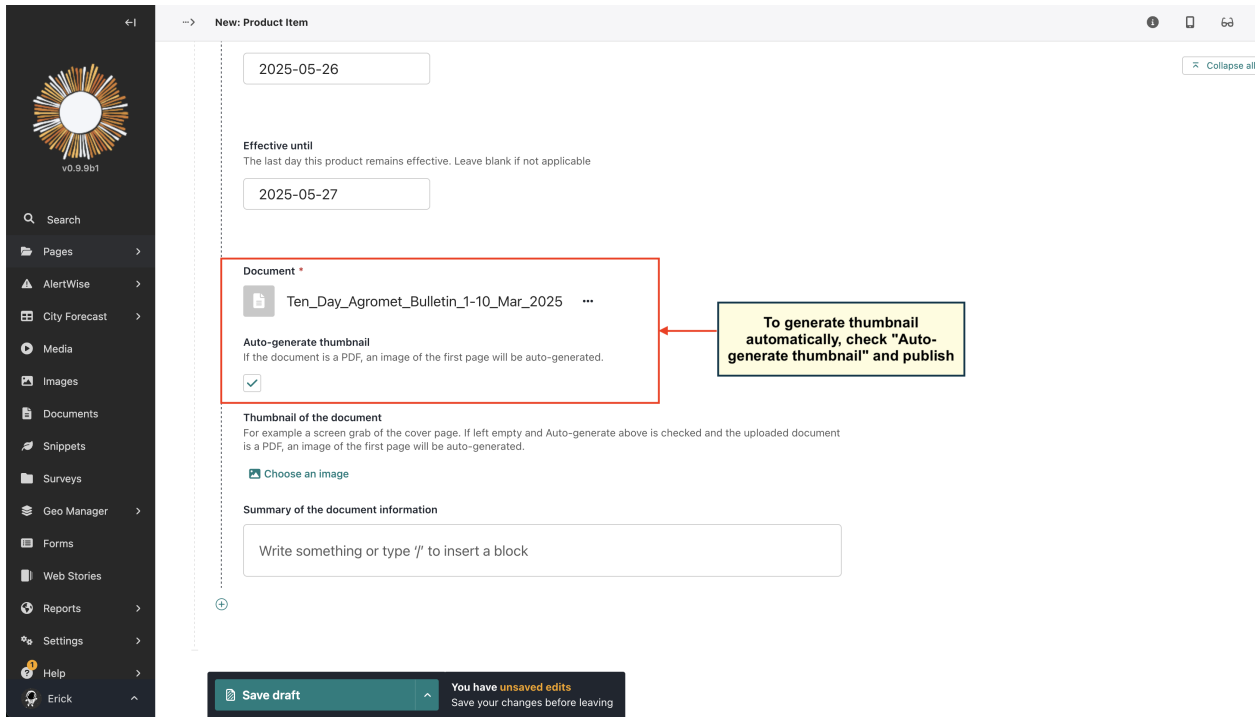 New: Product Item
Collapse all
v0.9.9b1
Search
Pages
AlertWise
City Forecast
Media
Images
Documents
Snippets
Surveys
Geo Manager
Forms
Web Stories
Reports
Settings
1
Help
Erick
2025-05-26
Effective until
The last day this product remains effective. Leave blank if not applicable
2025-05-27
Document *
Ten_Day_Agromet_Bulletin_1-10_Mar_2025
Auto-generate thumbnail
If the document is a PDF, an image of the first page will be auto-generated.
To generate thumbnail
automatically, check "Auto-
generate thumbnail" and publish
Thumbnail of the document
For example a screen grab of the cover page. If left empty and Auto-generate above is checked and the uploaded document
is a PDF, an image of the first page will be auto-generated.
Choose an image
Summary of the document information
Write something or type '/' to insert a block
Save draft
You have unsaved edits
Save your changes before leaving